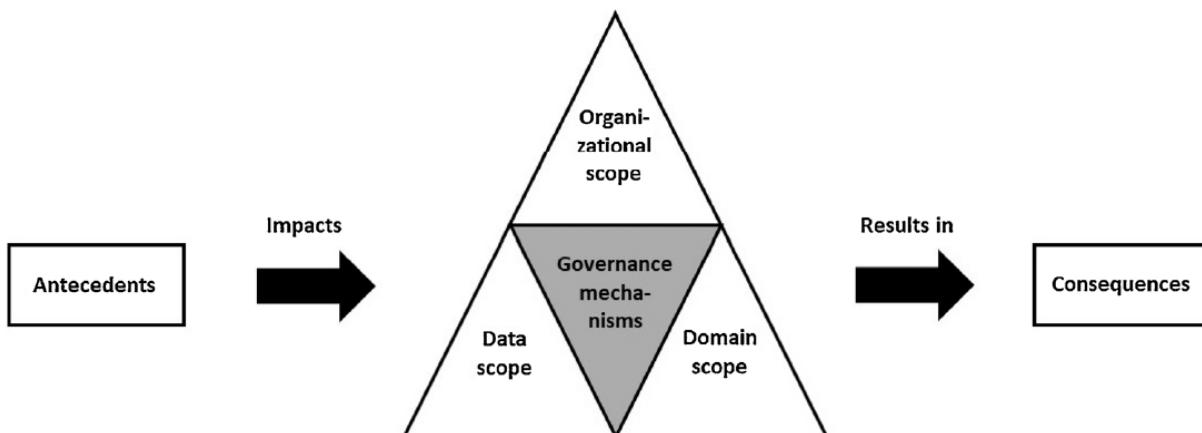 Organi-
zational
scope
Impacts
Results in
Antecedents
Governance
mecha-
nisms
Consequences
Data
scope
Domain
scope